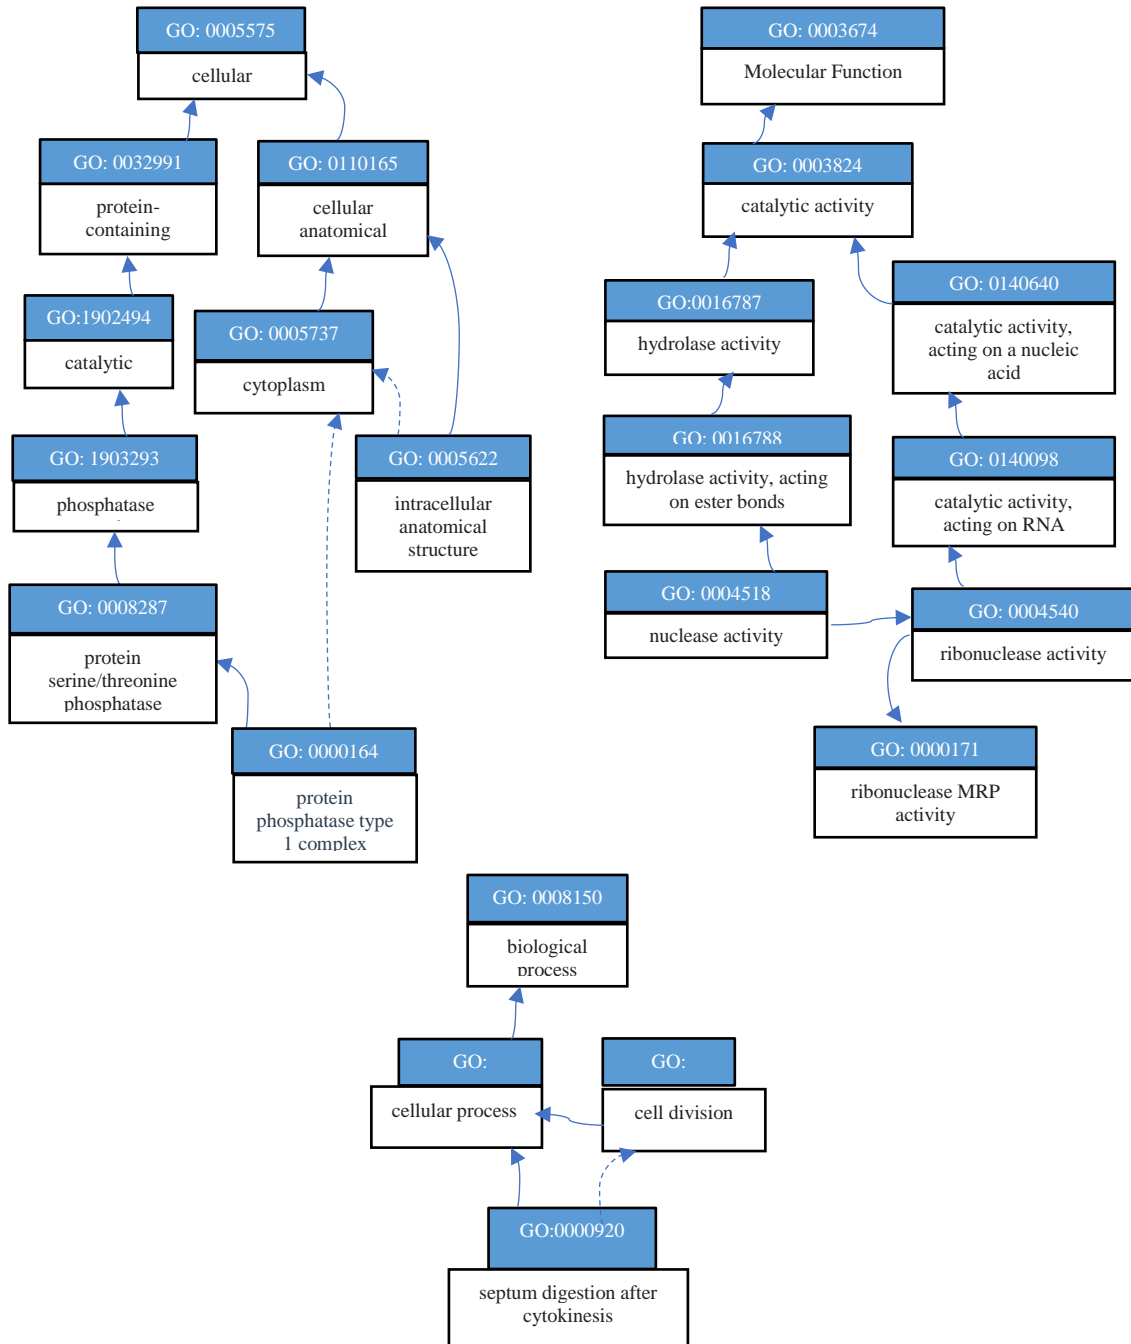 GO: 0005575
cellular
GO: 0032991
protein-
containing
GO: 0110165
cellular
anatomical
GO:1902494
catalytic
GO: 0005737
cytoplasm
GO: 1903293
phosphatase
GO: 0005622
intracellular
anatomical
structure
GO: 0008287
protein
serine/threonine
phosphatase
GO: 0000164
protein
phosphatase type
1 complex
GO: 0003674
Molecular Function
GO: 0003824
catalytic activity
GO:0016787
hydrolase activity
GO: 0140640
catalytic activity,
acting on a nucleic
acid
GO: 0016788
hydrolase activity, acting
on ester bonds
GO: 0140098
catalytic activity,
acting on RNA
GO: 0004518
nuclease activity
GO: 0004540
ribonuclease activity
GO: 0000171
ribonuclease MRP
activity
GO: 0008150
biological
process
GO:
cellular process
GO:
cell division
GO:0000920
septum digestion after
cytokinesis